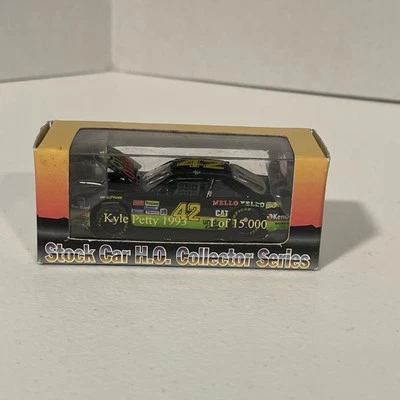 MELLO YELLO
42
CAT
Kyle Petty 1993 1 of 15,000
Stock Car H.O. Collector Series